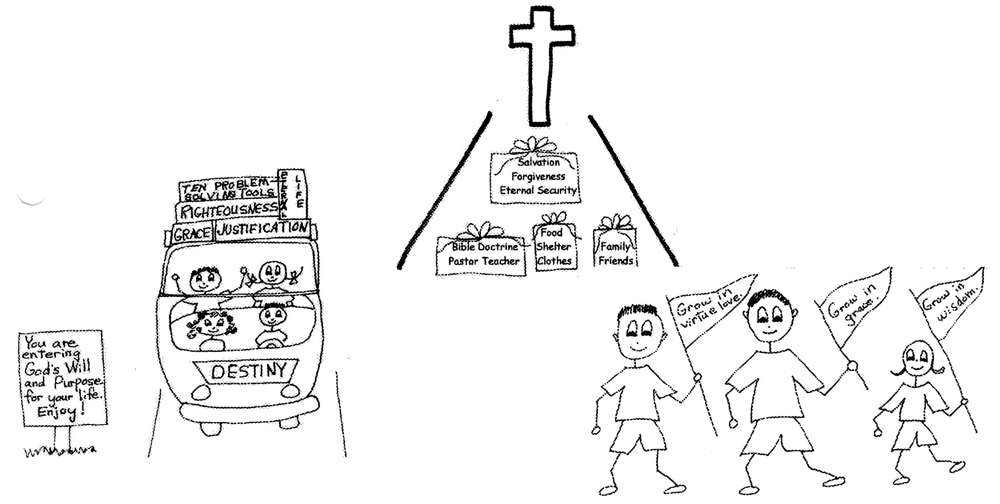 You are
entering
God's Will
and Purpose
for your life.
Enjoy!
TEN PROBLEM-
SOLVING TOOLS
ETERNAL
LIFE
RIGHTEOUSNESS
GRACE
JUSTIFICATION
DESTINY
Salvation
Forgiveness
Eternal Security
Bible Doctrine
Pastor Teacher
Food
Shelter
Clothes
Family
Friends
Grow in
virtue love.
Grow in
grace.
Grow in
wisdom.